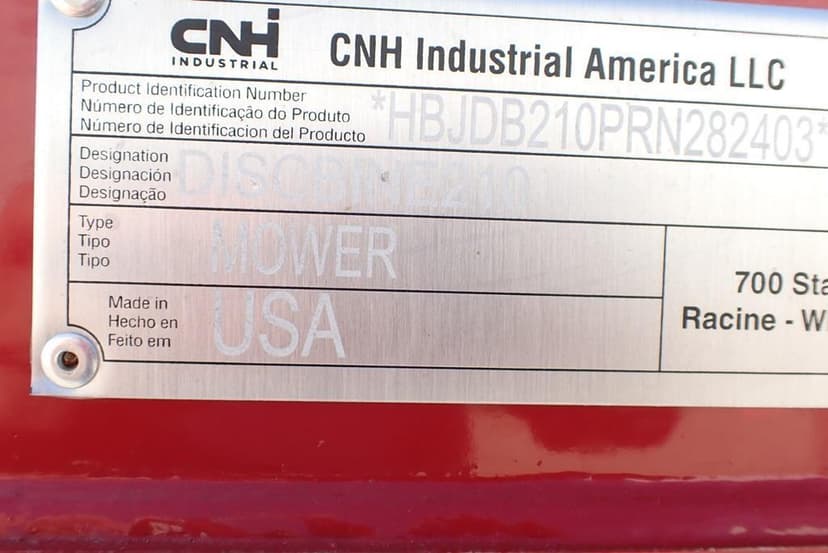 CNH
INDUSTRIAL
CNH Industrial America LLC
Product Identification Number
Número de Identificação do Produto
Número de Identificacion del Producto
*HBJDB210PRN282403*
Designation
Designación
Designação
DISCBINE210
Type
Tipo
Tipo
MOWER
Made in
Hecho en
Feito em
USA
700 Sta
Racine - W